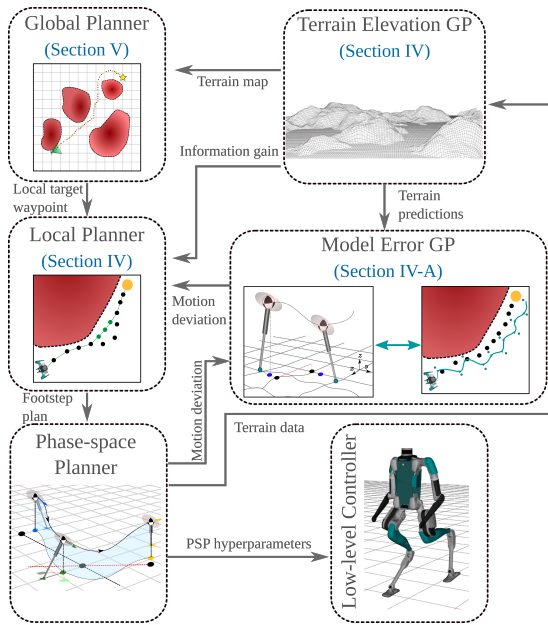 Global Planner
(Section V)
Terrain Elevation GP
(Section IV)
Terrain map
Information gain
Local target
waypoint
Terrain
predictions
Local Planner
(Section IV)
Model Error GP
(Section IV-A)
Motion
deviation
Footstep
plan
Motion deviation
Terrain data
Phase-space
Planner
PSP hyperparameters
Low-level Controller